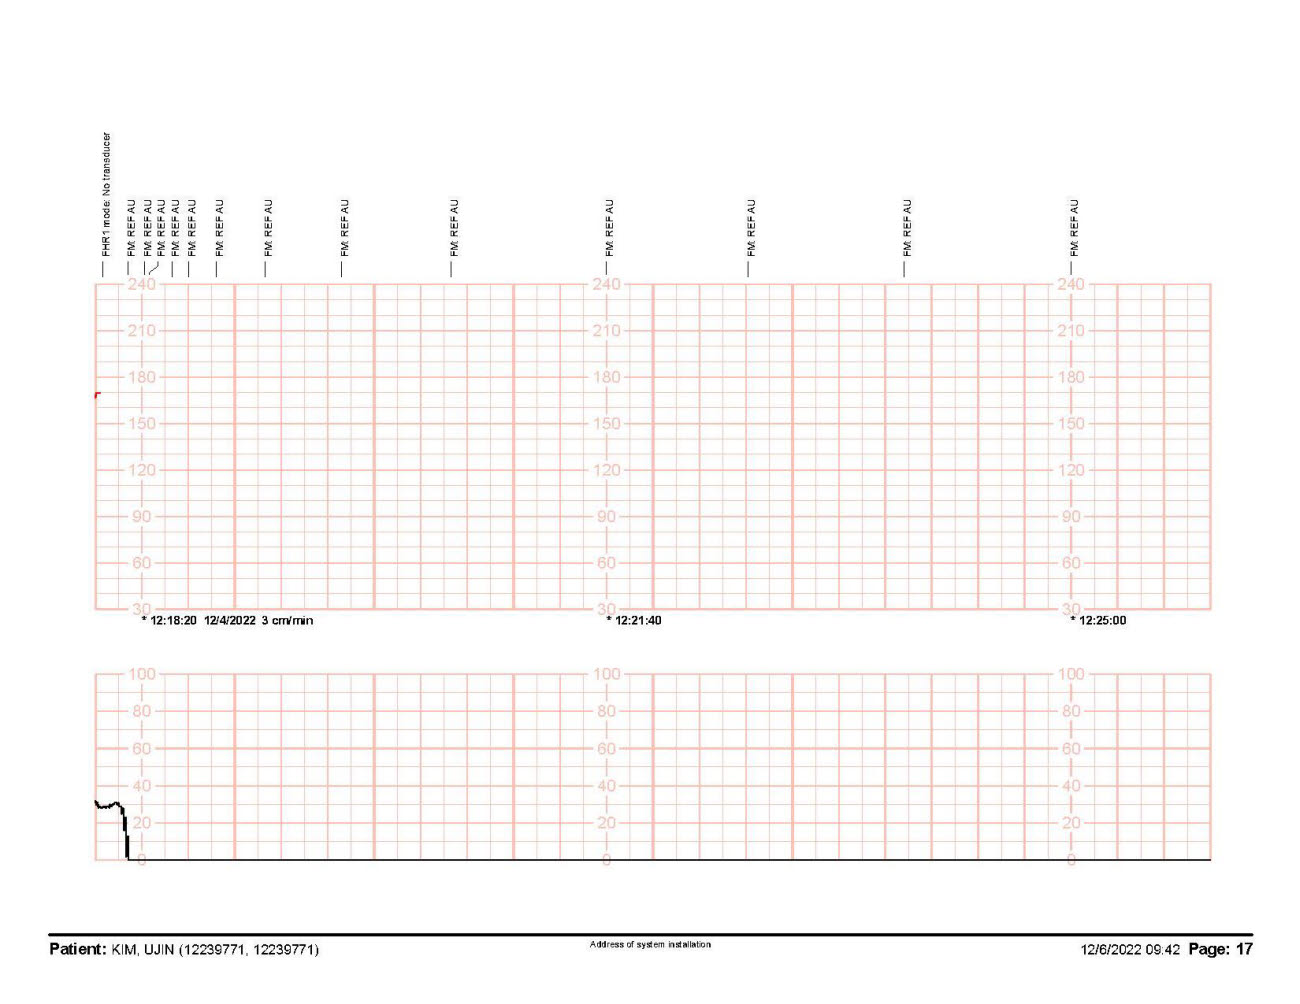 FHR1 mode: No transducer
FM: REF AU
FM: REF AU
FM: REF AU
FM: REF AU
FM: REF AU
FM: REF AU
FM: REF AU
FM: REF AU
FM: REF AU
FM: REF AU
FM: REF AU
FM: REF AU
FM: REF AU
240 240 240
210 210 210
180 180 180
150 150 150
120 120 120
90 90 90
60 60 60
30 30 30
* 12:18:20 12/4/2022 3 cm/min * 12:21:40 * 12:25:00
100 100 100
80 80 80
60 60 60
40 40 40
20 20 20
0 0 0
Patient: KIM, UJIN (12239771, 12239771) Address of system installation 12/6/2022 09:42 Page: 17